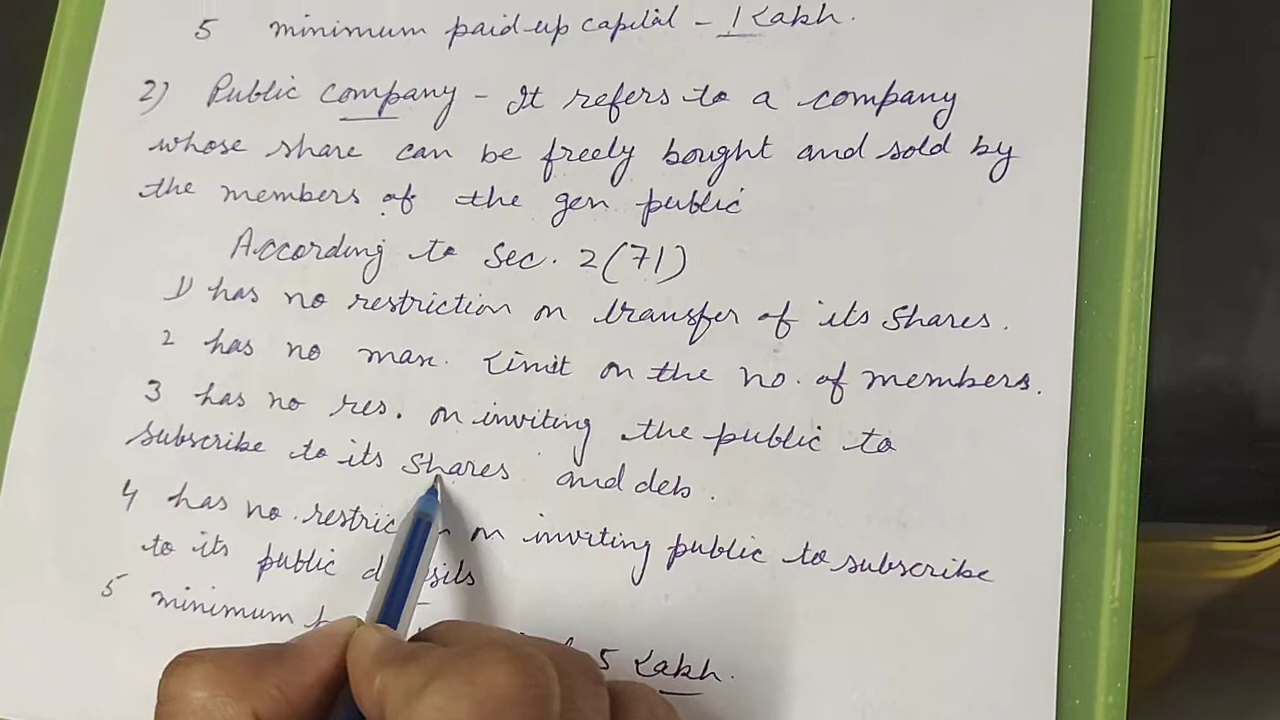 5 minimum paid-up capital - 1 Lakh.
2) Public company - It refers to a company
whose share can be freely bought and sold by
the members of the gen public
According to Sec. 2(71)
1) has no restriction on transfer of its Shares.
2 has no max. Limit on the no. of members.
3 has no res. on inviting the public to
subscribe to its Shares and deb.
4 has no. restric n on inviting public to subscribe
to its public d sits
5 minimum 5 Lakh.